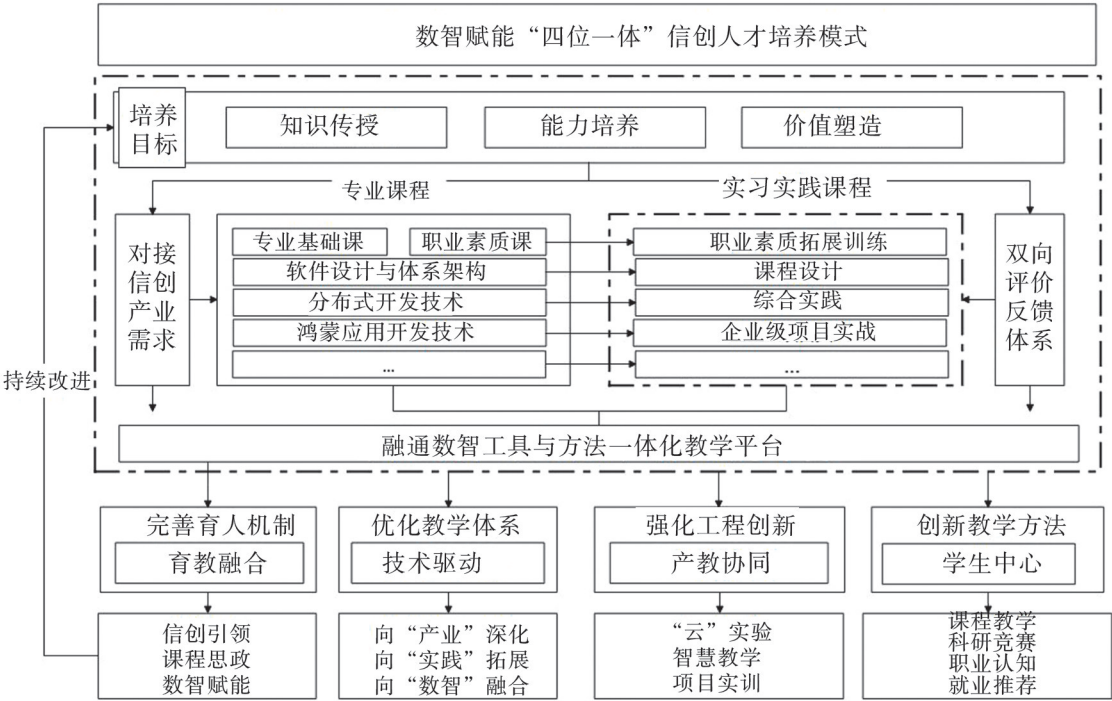 数智赋能“四位一体”信创人才培养模式
培养
目标
知识传授
能力培养
价值塑造
专业课程
实习实践课程
对接
信创
产业
需求
专业基础课
职业素质课
软件设计与体系架构
分布式开发技术
鸿蒙应用开发技术
...
职业素质拓展训练
课程设计
综合实践
企业级项目实战
...
双向
评价
反馈
体系
持续改进
融通数智工具与方法一体化教学平台
完善育人机制
育教融合
优化教学体系
技术驱动
强化工程创新
产教协同
创新教学方法
学生中心
信创引领
课程思政
数智赋能
向“产业”深化
向“实践”拓展
向“数智”融合
“云”实验
智慧教学
项目实训
课程教学
科研竞赛
职业认知
就业推荐